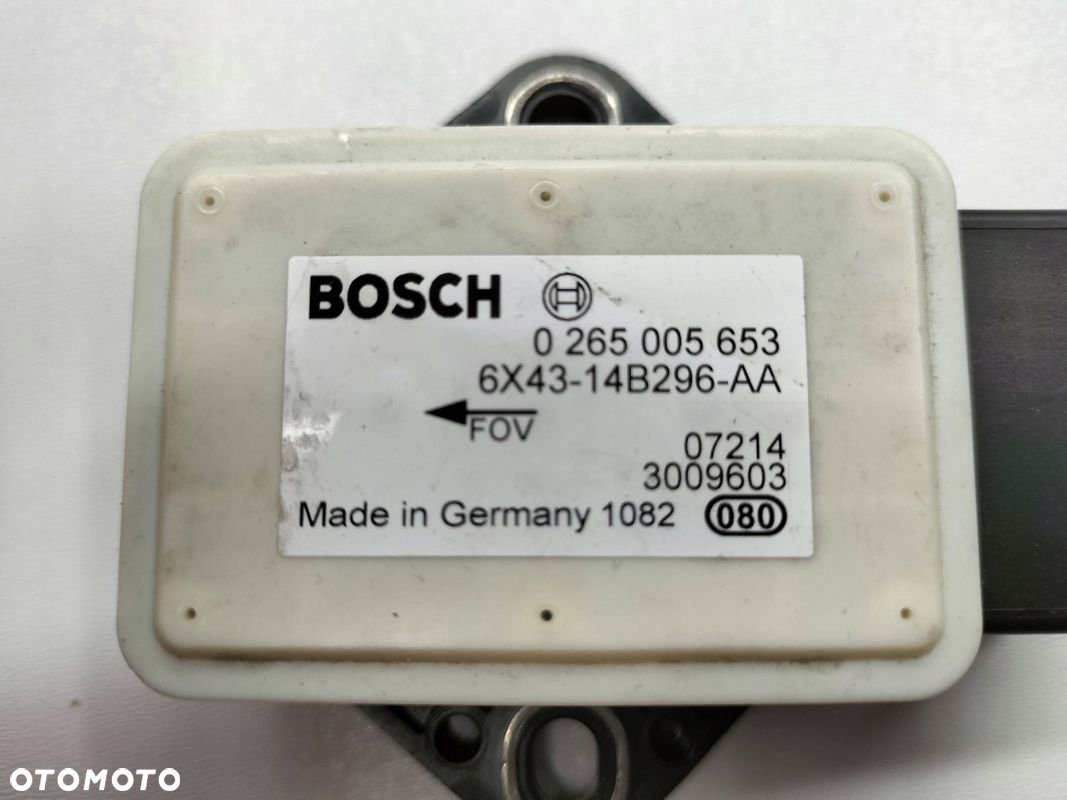 BOSCH
0 265 005 653
6X43-14B296-AA
FOV
07214
3009603
Made in Germany 1082 080
OTOMOTO